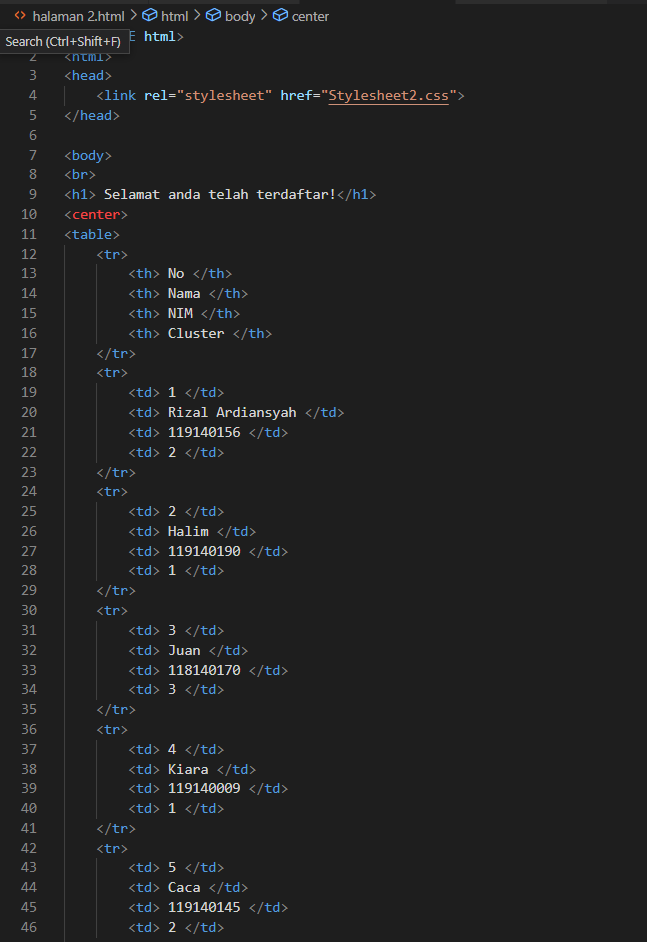 halaman 2.html > html > body > center
Search (Ctrl+Shift+F)
E html>
2 <html>
3 <head>
4 <link rel="stylesheet" href="Stylesheet2.css">
5 </head>
6
7 <body>
8 <br>
9 <h1> Selamat anda telah terdaftar!</h1>
10 <center>
11 <table>
12 <tr>
13 <th> No </th>
14 <th> Nama </th>
15 <th> NIM </th>
16 <th> Cluster </th>
17 </tr>
18 <tr>
19 <td> 1 </td>
20 <td> Rizal Ardiansyah </td>
21 <td> 119140156 </td>
22 <td> 2 </td>
23 </tr>
24 <tr>
25 <td> 2 </td>
26 <td> Halim </td>
27 <td> 119140190 </td>
28 <td> 1 </td>
29 </tr>
30 <tr>
31 <td> 3 </td>
32 <td> Juan </td>
33 <td> 118140170 </td>
34 <td> 3 </td>
35 </tr>
36 <tr>
37 <td> 4 </td>
38 <td> Kiara </td>
39 <td> 119140009 </td>
40 <td> 1 </td>
41 </tr>
42 <tr>
43 <td> 5 </td>
44 <td> Caca </td>
45 <td> 119140145 </td>
46 <td> 2 </td>